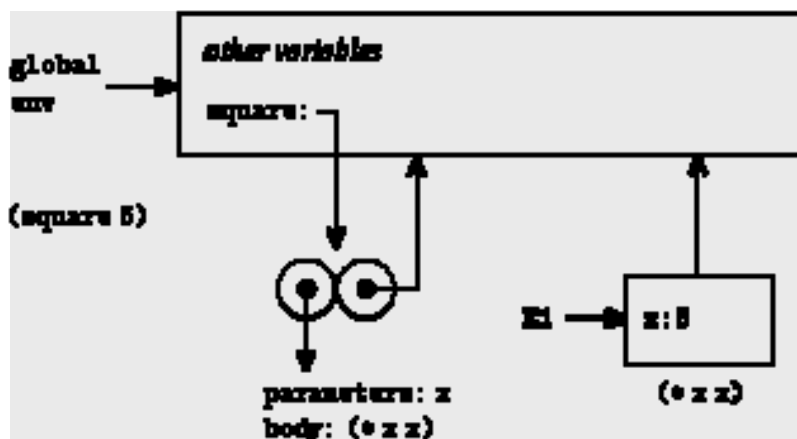 other variables
global
env
square:
(square 5)
E1
x:5
parameters: x
body: (* x x)
(* x x)